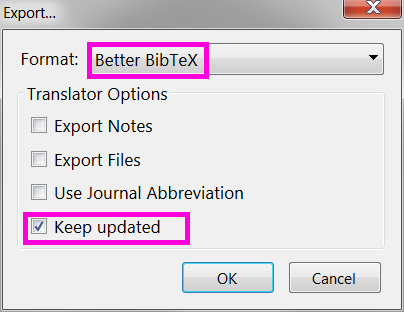 Export...
Format: Better BibTeX
Translator Options
Export Notes
Export Files
Use Journal Abbreviation
Keep updated
OK Cancel